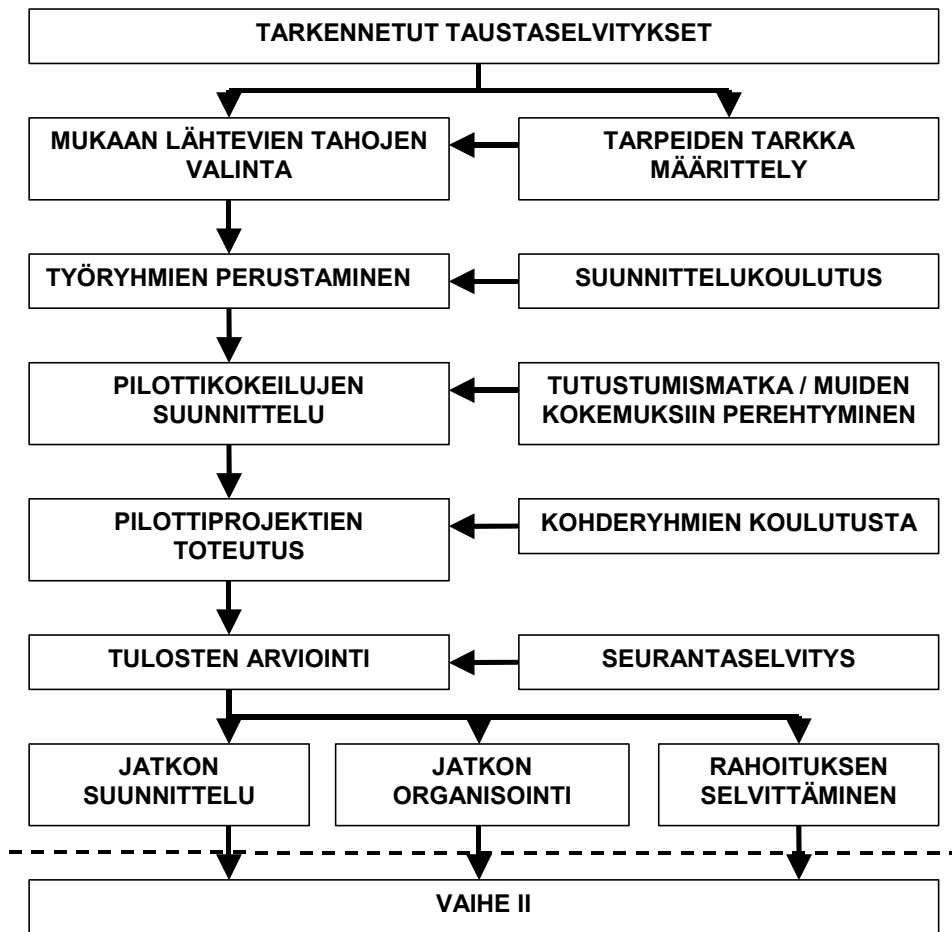 TARKENNETUT TAUSTASELVITYKSET
MUKAAN LÄHTEVIEN TAHOJEN
VALINTA
TARPEIDEN TARKKA
MÄÄRITTELY
TYÖRYHMIEN PERUSTAMINEN
SUUNNITTELUKOULUTUS
PILOTTIKOKEILUJEN
SUUNNITTELU
TUTUSTUMISMATKA / MUIDEN
KOKEMUKSIIN PEREHTYMINEN
PILOTTIPROJEKTIEN
TOTEUTUS
KOHDERYHMIEN KOULUTUSTA
TULOSTEN ARVIOINTI
SEURANTASELVITYS
JATKON
SUUNNITTELU
JATKON
ORGANISOINTI
RAHOITUKSEN
SELVITTÄMINEN
VAIHE II